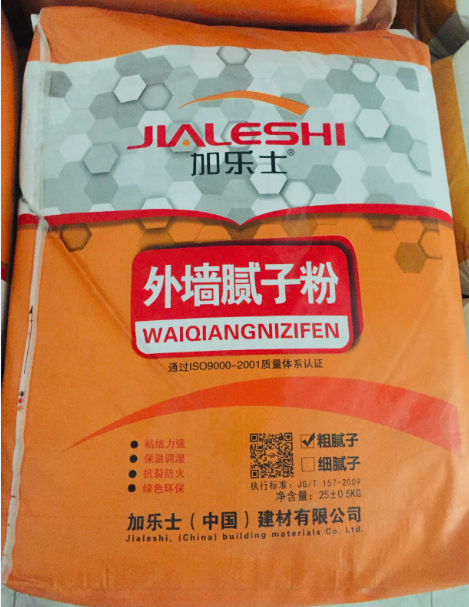 JIALESHI
加乐士®
外墙腻子粉
WAIQIANGNIZIFEN
通过ISO9000-2001质量体系认证
粘结力强
保温调湿
抗裂防火
绿色环保
粗腻子
细腻子
执行标准: JG/T 157-2009
净含量: 25±0.5KG
加乐士（中国）建材有限公司
Jialeshi. (China) building materials Co. Ltd.